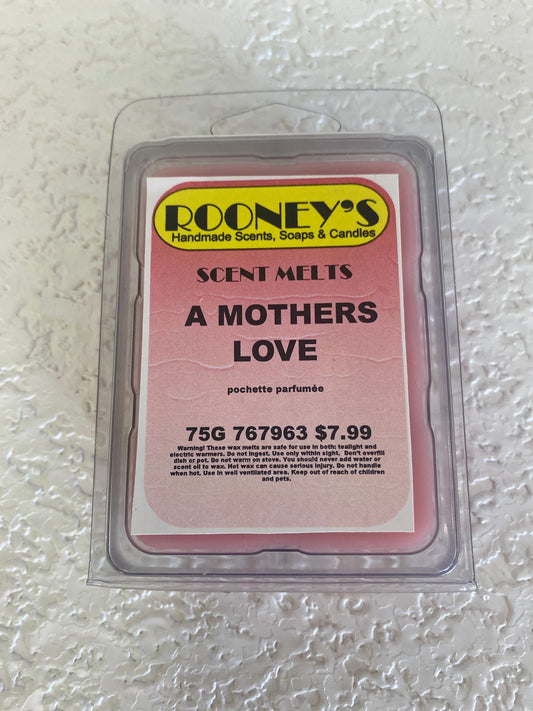 ROONEY'S
Handmade Scents, Soaps & Candles
SCENT MELTS
A MOTHERS
LOVE
pochette parfumée
75G 767963 $7.99
Warning! These wax melts are safe for use in both: tealight and
electric warmers. Do not ingest. Use only within sight. Don't overfill
dish or pot. Do not warm on stove. You should never add water or
scent oil to wax. Hot wax can cause serious injury. Do not handle
when hot. Use in well ventilated area. Keep out of reach of children
and pets.